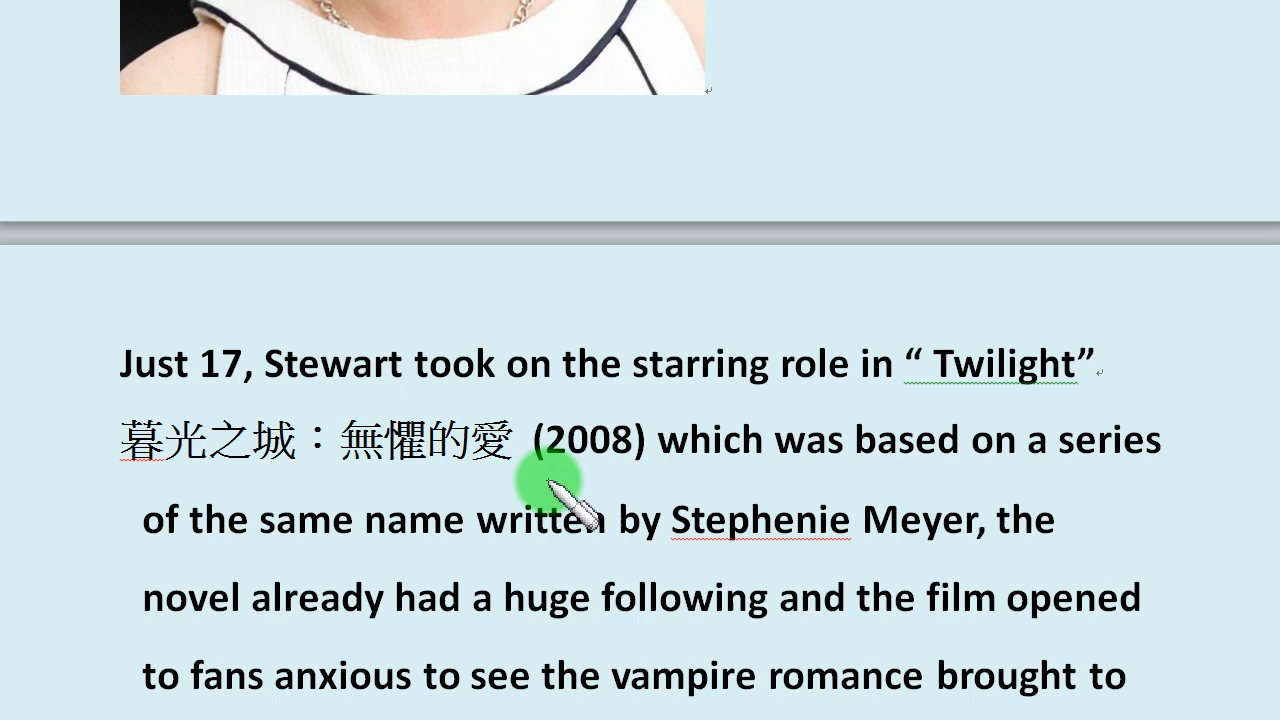 Just 17, Stewart took on the starring role in “ Twilight”
暮光之城：無懼的愛 (2008) which was based on a series
of the same name written by Stephenie Meyer, the
novel already had a huge following and the film opened
to fans anxious to see the vampire romance brought to